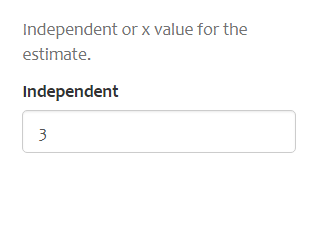 Independent or x value for the
estimate.
Independent
3